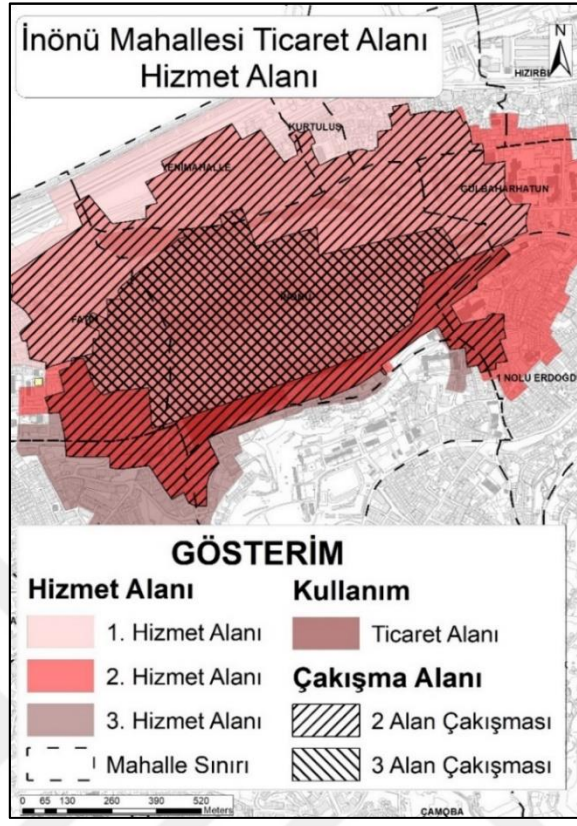 İnönü Mahallesi Ticaret Alanı
Hizmet Alanı
N
HIZIRBE
KURTULUŞ
YENİMAHALLE
GÜLBAHARHATUN
İNÖNÜ
FATİH
1 NOLU ERDOĞD
GÖSTERİM
Hizmet Alanı
1. Hizmet Alanı
2. Hizmet Alanı
3. Hizmet Alanı
Mahalle Sınırı
Kullanım
Ticaret Alanı
Çakışma Alanı
2 Alan Çakışması
3 Alan Çakışması
0 65 130 260 390 520
Meters
ÇAMOBA